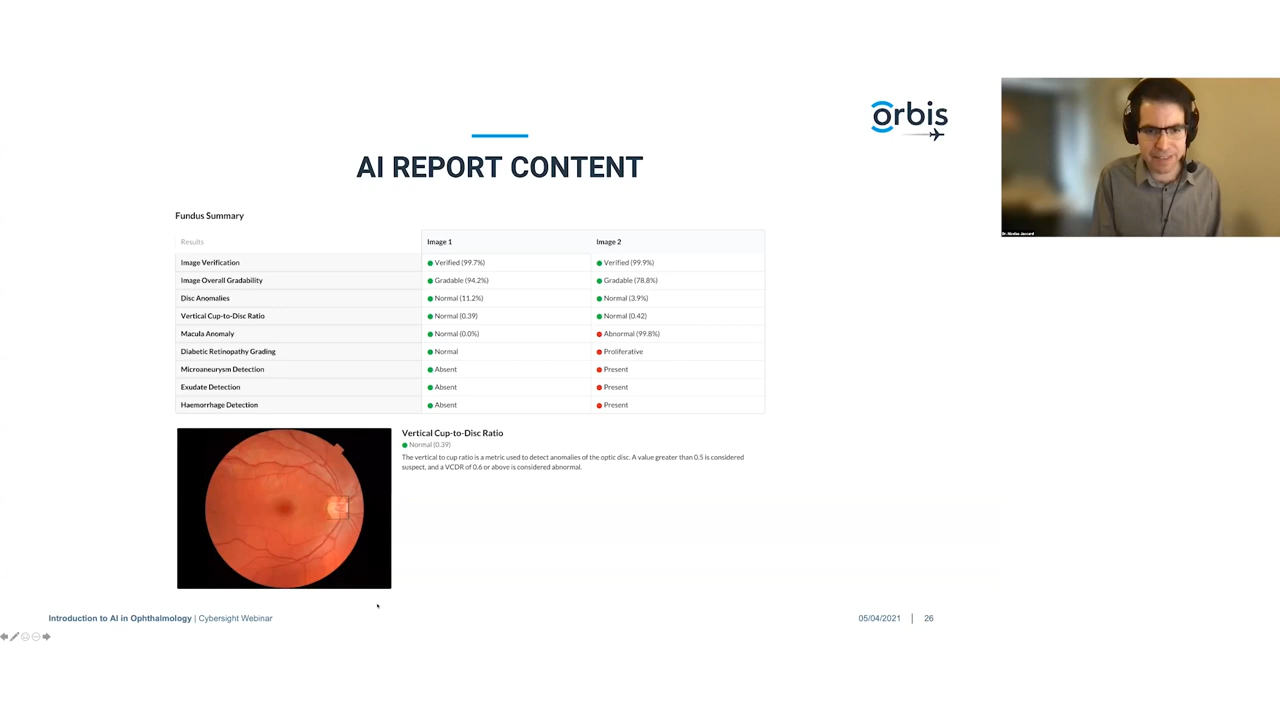 orbis
AI REPORT CONTENT
Fundus Summary
Results Image 1 Image 2
Image Verification Verified (99.7%) Verified (99.9%)
Image Overall Gradability Gradable (94.2%) Gradable (78.8%)
Disc Anomalies Normal (11.2%) Normal (3.9%)
Vertical Cup-to-Disc Ratio Normal (0.39) Normal (0.42)
Macula Anomaly Normal (0.0%) Abnormal (99.8%)
Diabetic Retinopathy Grading Normal Proliferative
Microaneurysm Detection Absent Present
Exudate Detection Absent Present
Haemorrhage Detection Absent Present
Vertical Cup-to-Disc Ratio
Normal (0.39)
The vertical to cup ratio is a metric used to detect anomalies of the optic disc. A value greater than 0.5 is considered
suspect, and a VCDR of 0.6 or above is considered abnormal.
Introduction to AI in Ophthalmology | Cybersight Webinar
05/04/2021 | 26
Dr. Nicolas Jaccard